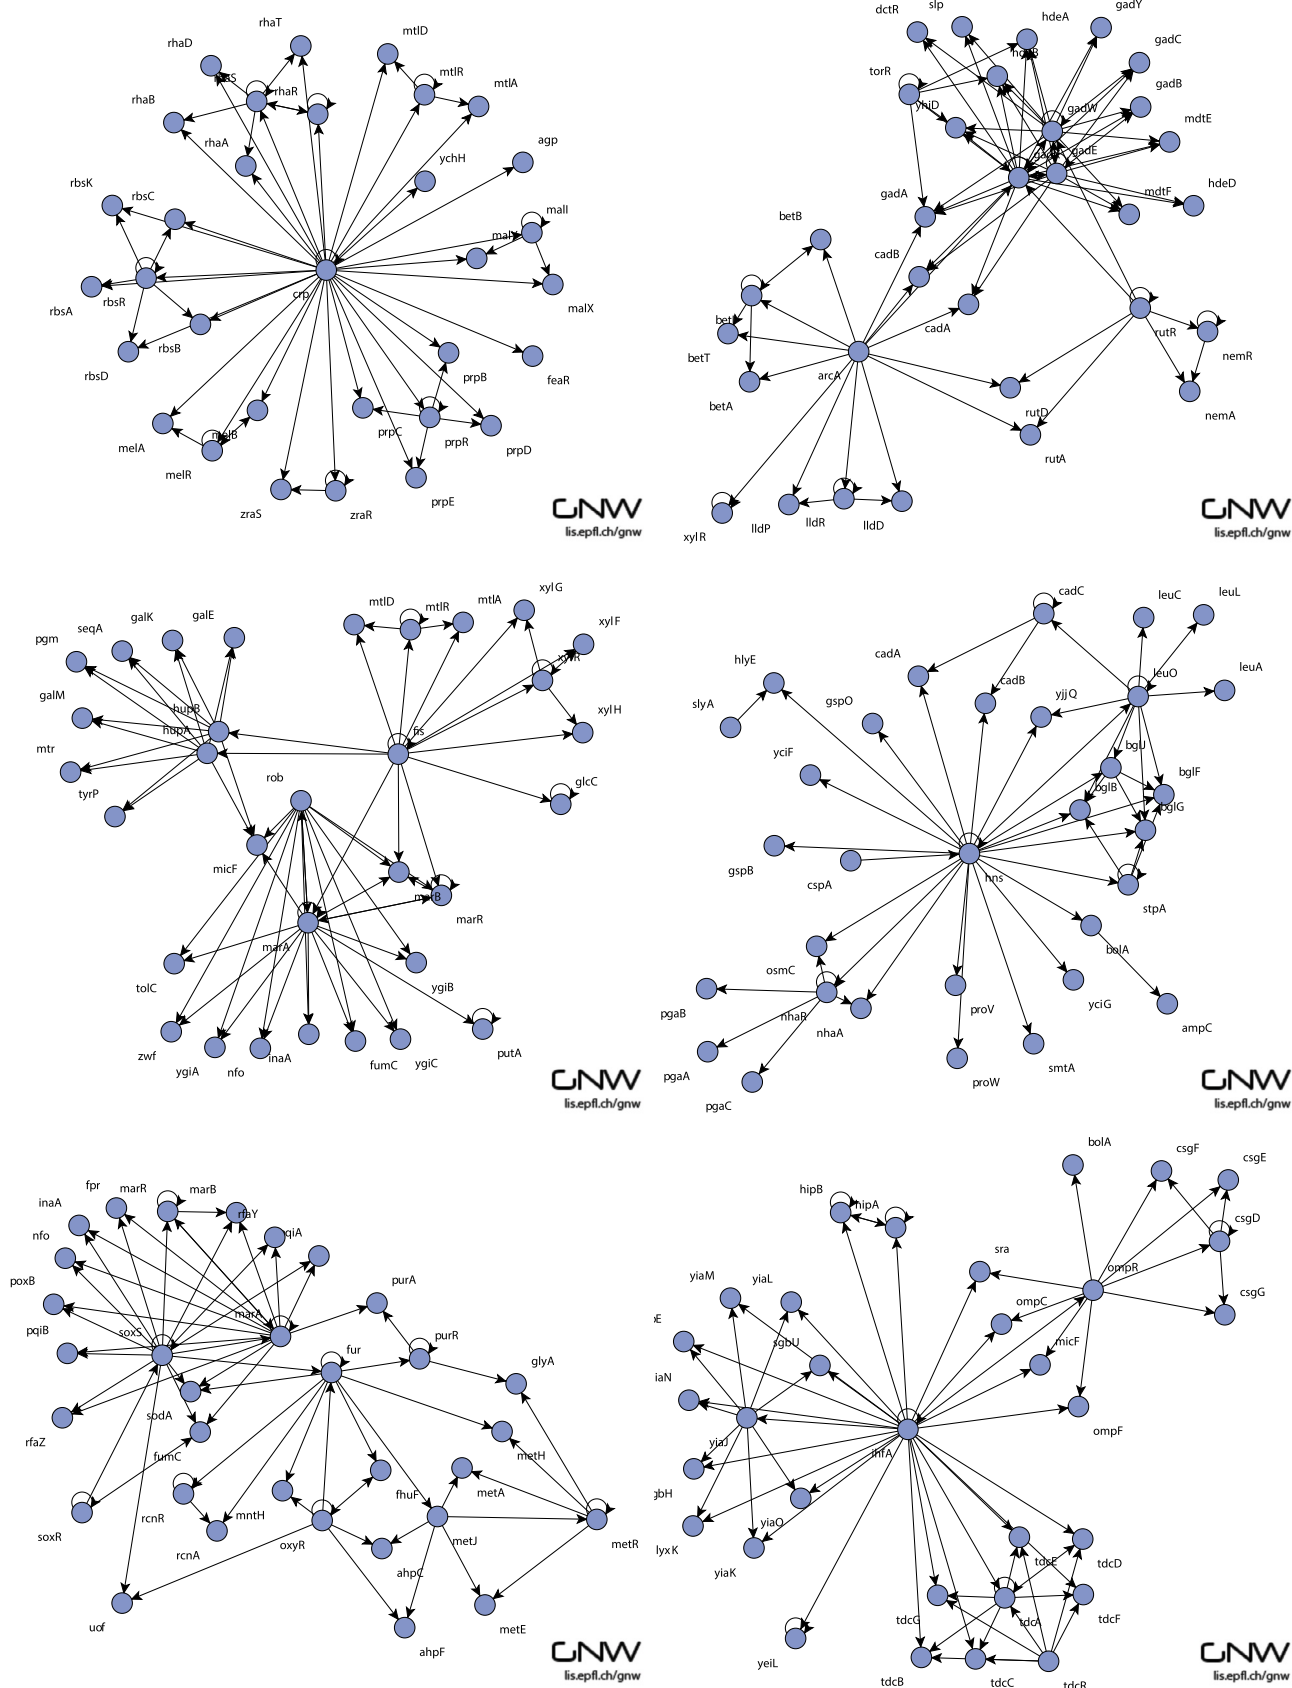 rhaT
mtlD
rhaD
mtlR
rhaR
mtlA
rhaB
rhaA
agp
ychH
rbsK
rbsC
malI
crp
malX
rbsA
rbsR
rbsB
rbsD
prpB
feaR
melA
melB
melR
prpC
prpR
prpD
prpE
zraS
zraR
GNW
lis.epfl.ch/gnw
dctR
slp
hdeA
gadY
gadC
torR
gadB
yhiD
gadW
mdtE
gadE
gadA
mdtF
hdeD
betB
cadB
cadA
rutR
nemR
betT
arcA
betA
rutD
nemA
rutA
xylR
lldP
lldR
lldD
GNW
lis.epfl.ch/gnw
xylG
mtlD
mtlR
mtlA
galE
galK
seqA
pgm
xylF
xylR
galM
hupB
hupA
xylH
fis
mtr
rob
glcC
tyrP
micF
marB
marR
marA
tolC
ygiB
zwf
ygiA
nfo
inaA
fumC
ygiC
putA
GNW
lis.epfl.ch/gnw
cadC
leuC
leuL
cadA
hlyE
cadB
leuO
leuA
slyA
gspO
yjjQ
yciF
bglJ
bglF
bglB
bglG
gspB
cspA
hns
stpA
bolA
osmC
pgaB
nhaR
nhaA
proV
yciG
ampC
pgaA
smtA
proW
pgaC
GNW
lis.epfl.ch/gnw
fpr
marR
marB
inaA
rfaY
nfo
qiA
poxB
purA
marA
soxS
pqiB
fur
purR
glyA
sodA
rfaZ
fumC
metH
fhuF
metA
soxR
rcnR
mntH
rcnA
oxyR
metJ
metR
ahpC
uof
metE
ahpF
GNW
lis.epfl.ch/gnw
bolA
csgF
csgE
hipB
hipA
csgD
sra
ompR
yiaM
yiaL
csgG
ompC
pE
sgbU
micF
iaN
ompF
yiaJ
ihfA
gbH
yiaO
lyxK
yiaK
tdcE
tdcD
tdcG
tdcA
tdcF
yeiL
tdcB
tdcC
tdcR
GNW
lis.epfl.ch/gnw